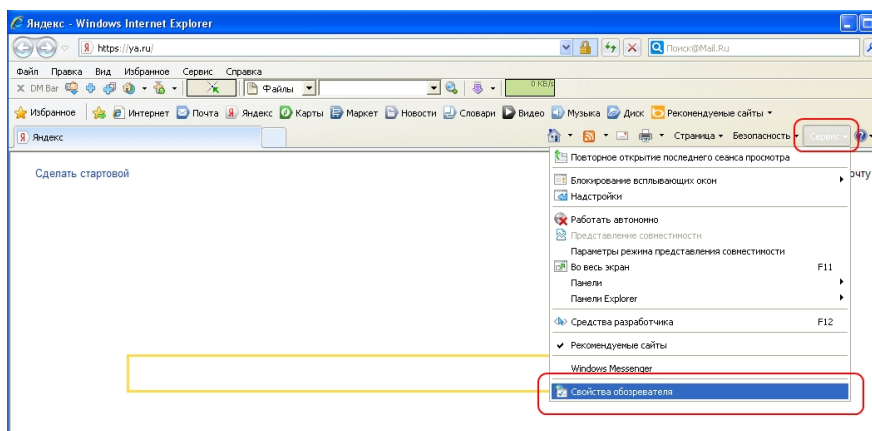 Яндекс - Windows Internet Explorer
https://ya.ru/
Поиск@Mail.Ru
Файл Правка Вид Избранное Сервис Справка
DM Bar Файлы 0 KB/s
Избранное Интернет Почта Яндекс Карты Маркет Новости Словари Видео Музыка Диск Рекомендуемые сайты
Яндекс
Страница Безопасность Сервис
Сделать стартовой
очту
Повторное открытие последнего сеанса просмотра
Блокирование всплывающих окон
Надстройки
Работать автономно
Представление совместимости
Параметры режима представления совместимости
Во весь экран F11
Панели
Панели Explorer
Средства разработчика F12
Рекомендуемые сайты
Windows Messenger
Свойства обозревателя